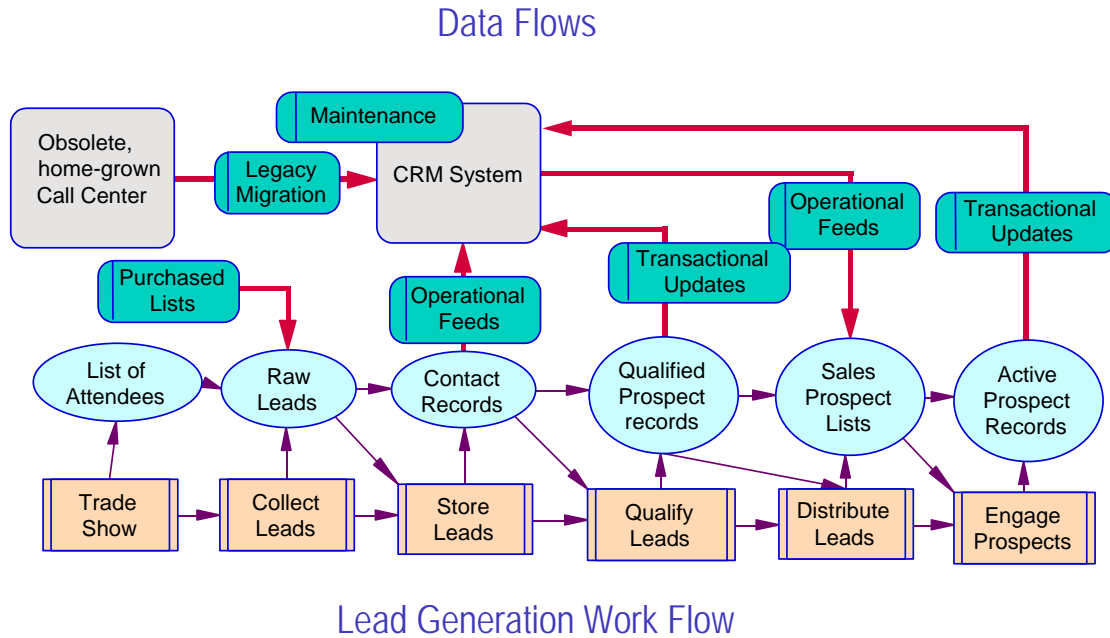 Data Flows
Maintenance
Obsolete,
home-grown
Call Center
Legacy
Migration
CRM System
Operational
Feeds
Transactional
Updates
Transactional
Updates
Purchased
Lists
Operational
Feeds
List of
Attendees
Raw
Leads
Contact
Records
Qualified
Prospect
records
Sales
Prospect
Lists
Active
Prospect
Records
Trade
Show
Collect
Leads
Store
Leads
Qualify
Leads
Distribute
Leads
Engage
Prospects
Lead Generation Work Flow